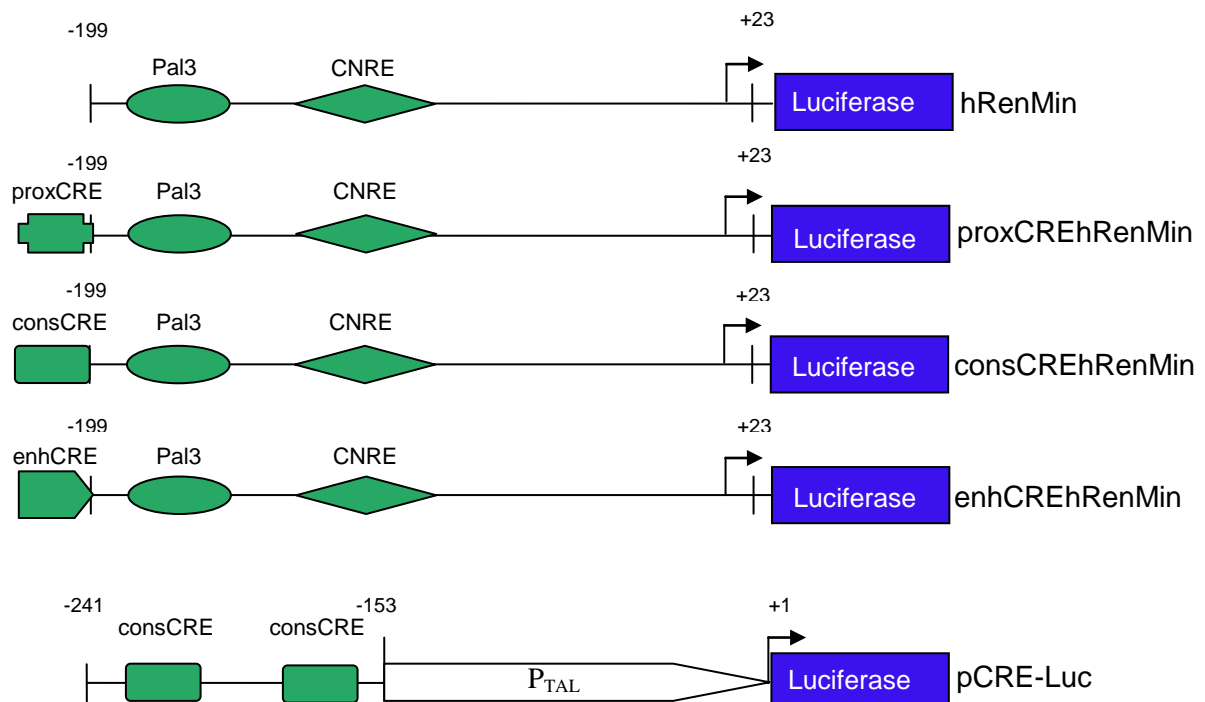 -199 +23
Pal3 CNRE
Luciferase hRenMin
-199 +23
proxCRE Pal3 CNRE
Luciferase proxCREhRenMin
-199 +23
consCRE Pal3 CNRE
Luciferase consCREhRenMin
-199 +23
enhCRE Pal3 CNRE
Luciferase enhCREhRenMin
-241 -153 +1
consCRE consCRE
PTAL Luciferase pCRE-Luc